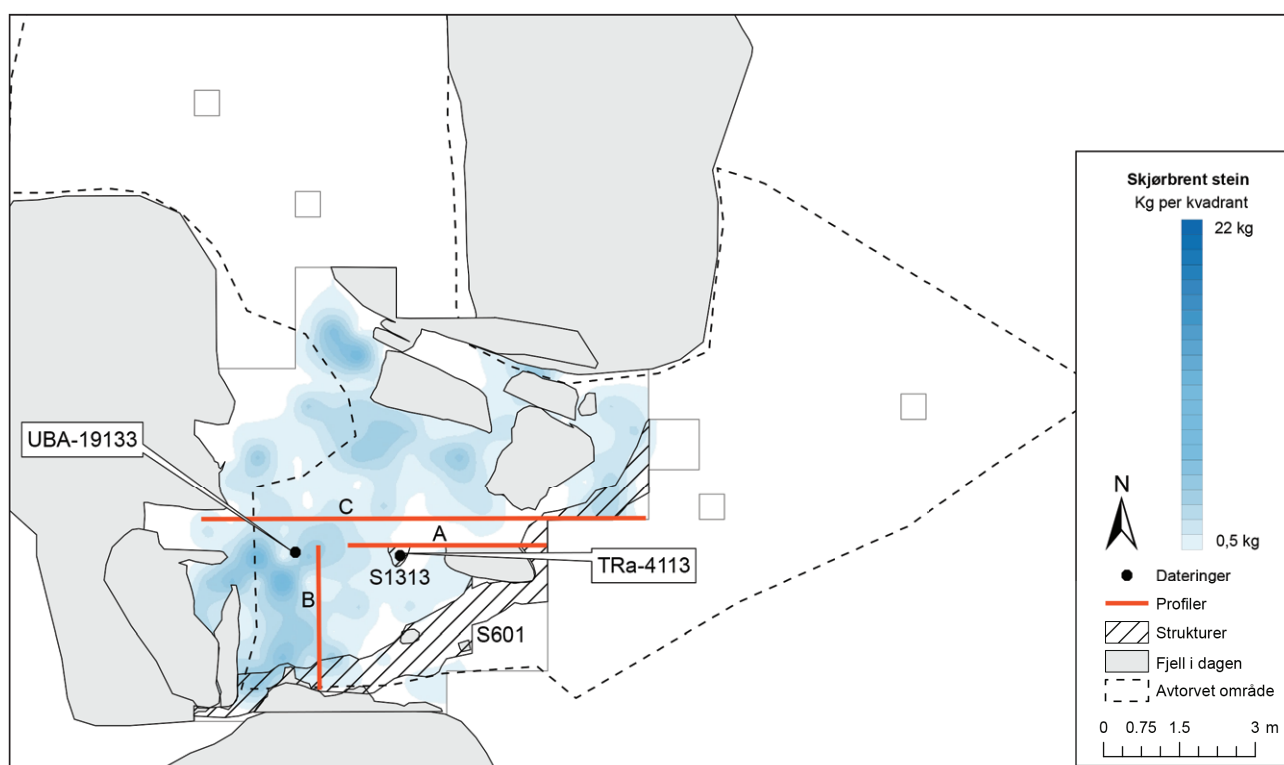 UBA-19133
C
A
B
S1313
TRa-4113
S601
Skjørbrent stein
Kg per kvadrant
22 kg
0,5 kg
N
Dateringer
Profiler
Strukturer
Fjell i dagen
Avtorvet område
0 0.75 1.5 3 m